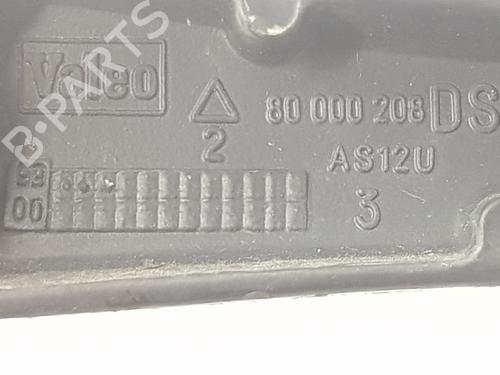 Valeo
B-PARTS
80 000 208 DS
2
AS12U
99
00
3